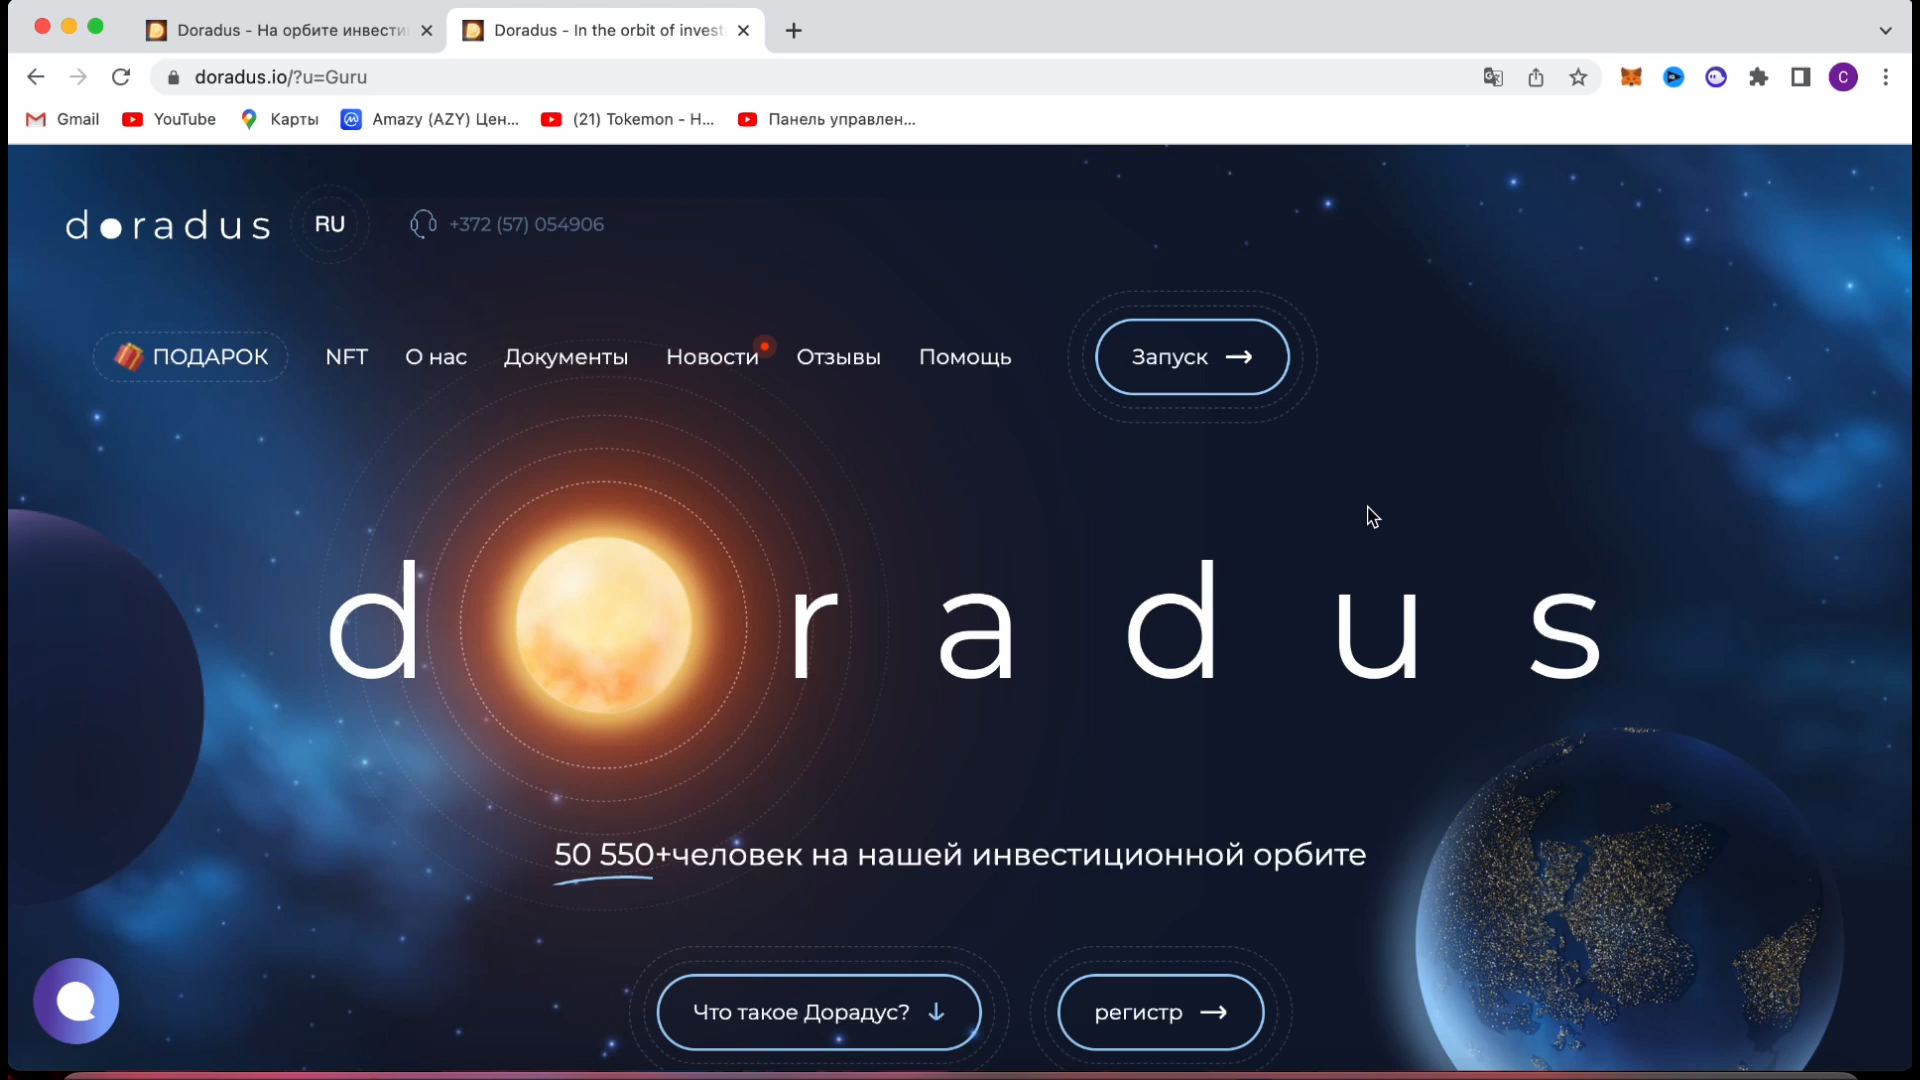 Doradus - На орбите инвести
Doradus - In the orbit of invest
doradus.io/?u=Guru
C
Gmail
YouTube
Карты
Amazy (AZY) Цен...
(21) Tokemon - H...
Панель управлен...
doradus
RU
+372 (57) 054906
ПОДАРОК
NFT
О нас
Документы
Новости
Отзывы
Помощь
Запуск
doradus
50 550+человек на нашей инвестиционной орбите
Что такое Дорадус?
регистр